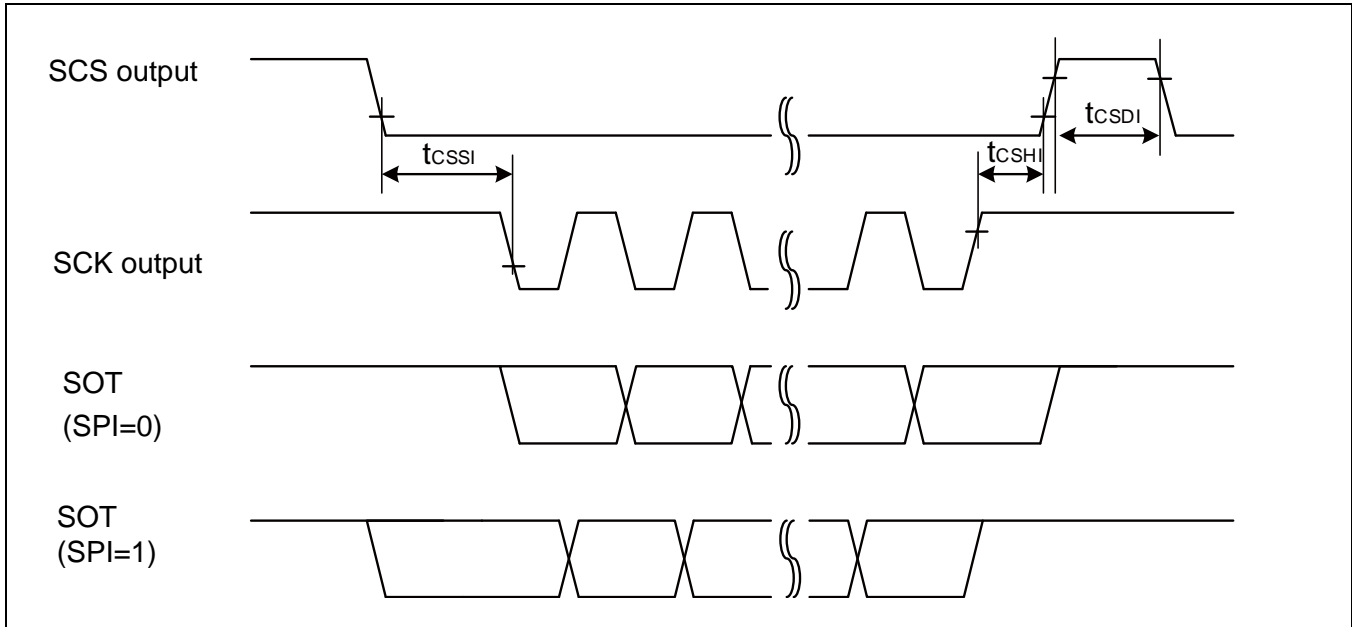 SCS output
tCSDI
tCSSI
tCSHI
SCK output
SOT
(SPI=0)
SOT
(SPI=1)